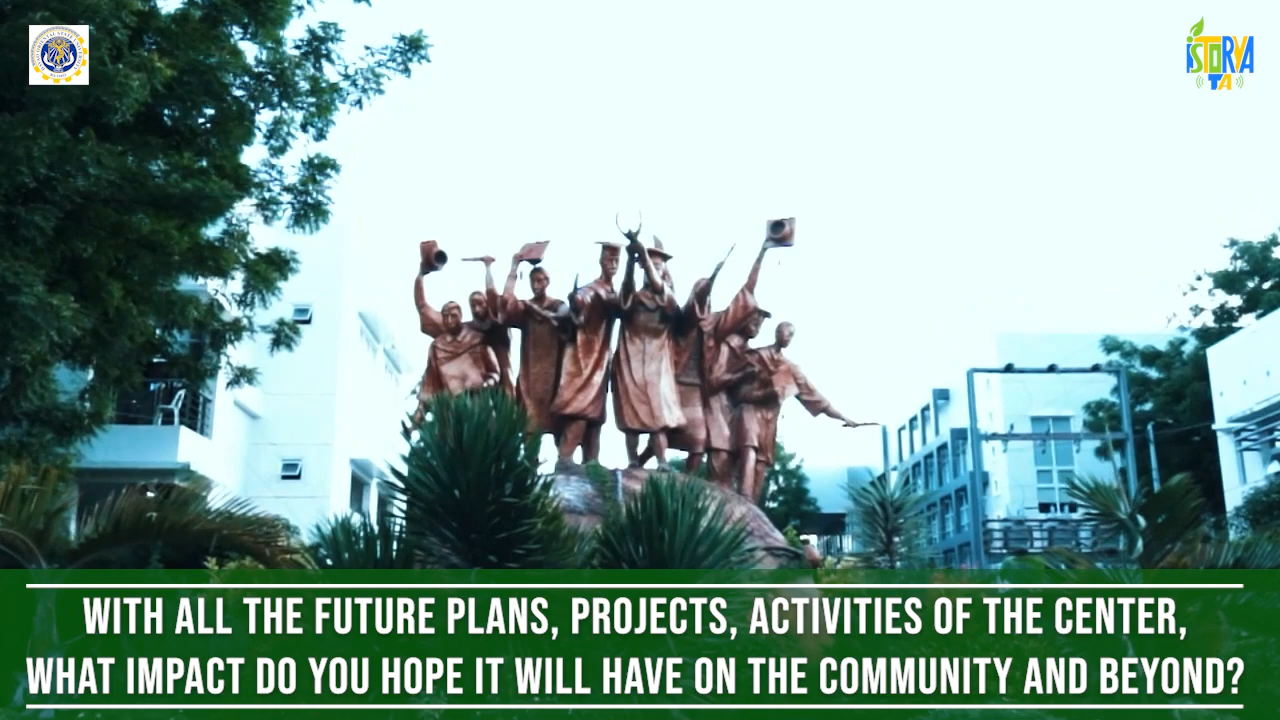 iSTORYA
TA
WITH ALL THE FUTURE PLANS, PROJECTS, ACTIVITIES OF THE CENTER,
WHAT IMPACT DO YOU HOPE IT WILL HAVE ON THE COMMUNITY AND BEYOND?